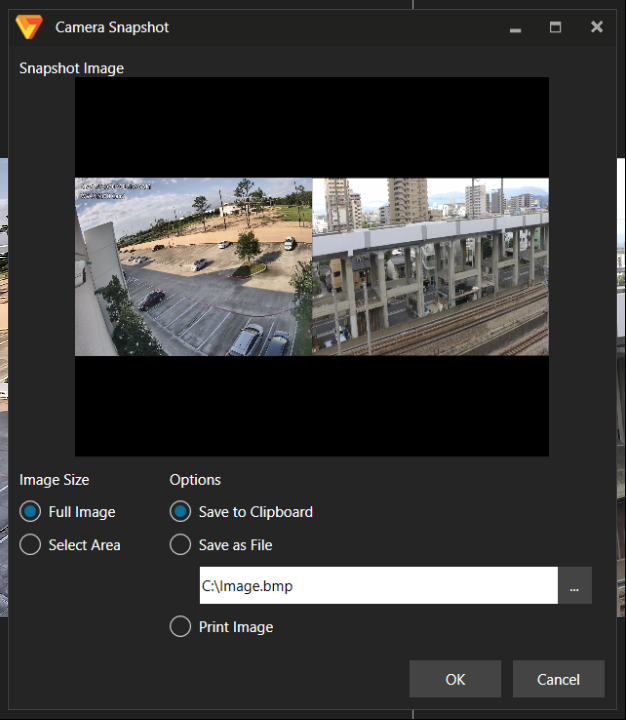 Camera Snapshot
Snapshot Image
Image Size
Options
Full Image
Save to Clipboard
Select Area
Save as File
C:\Image.bmp
...
Print Image
OK
Cancel